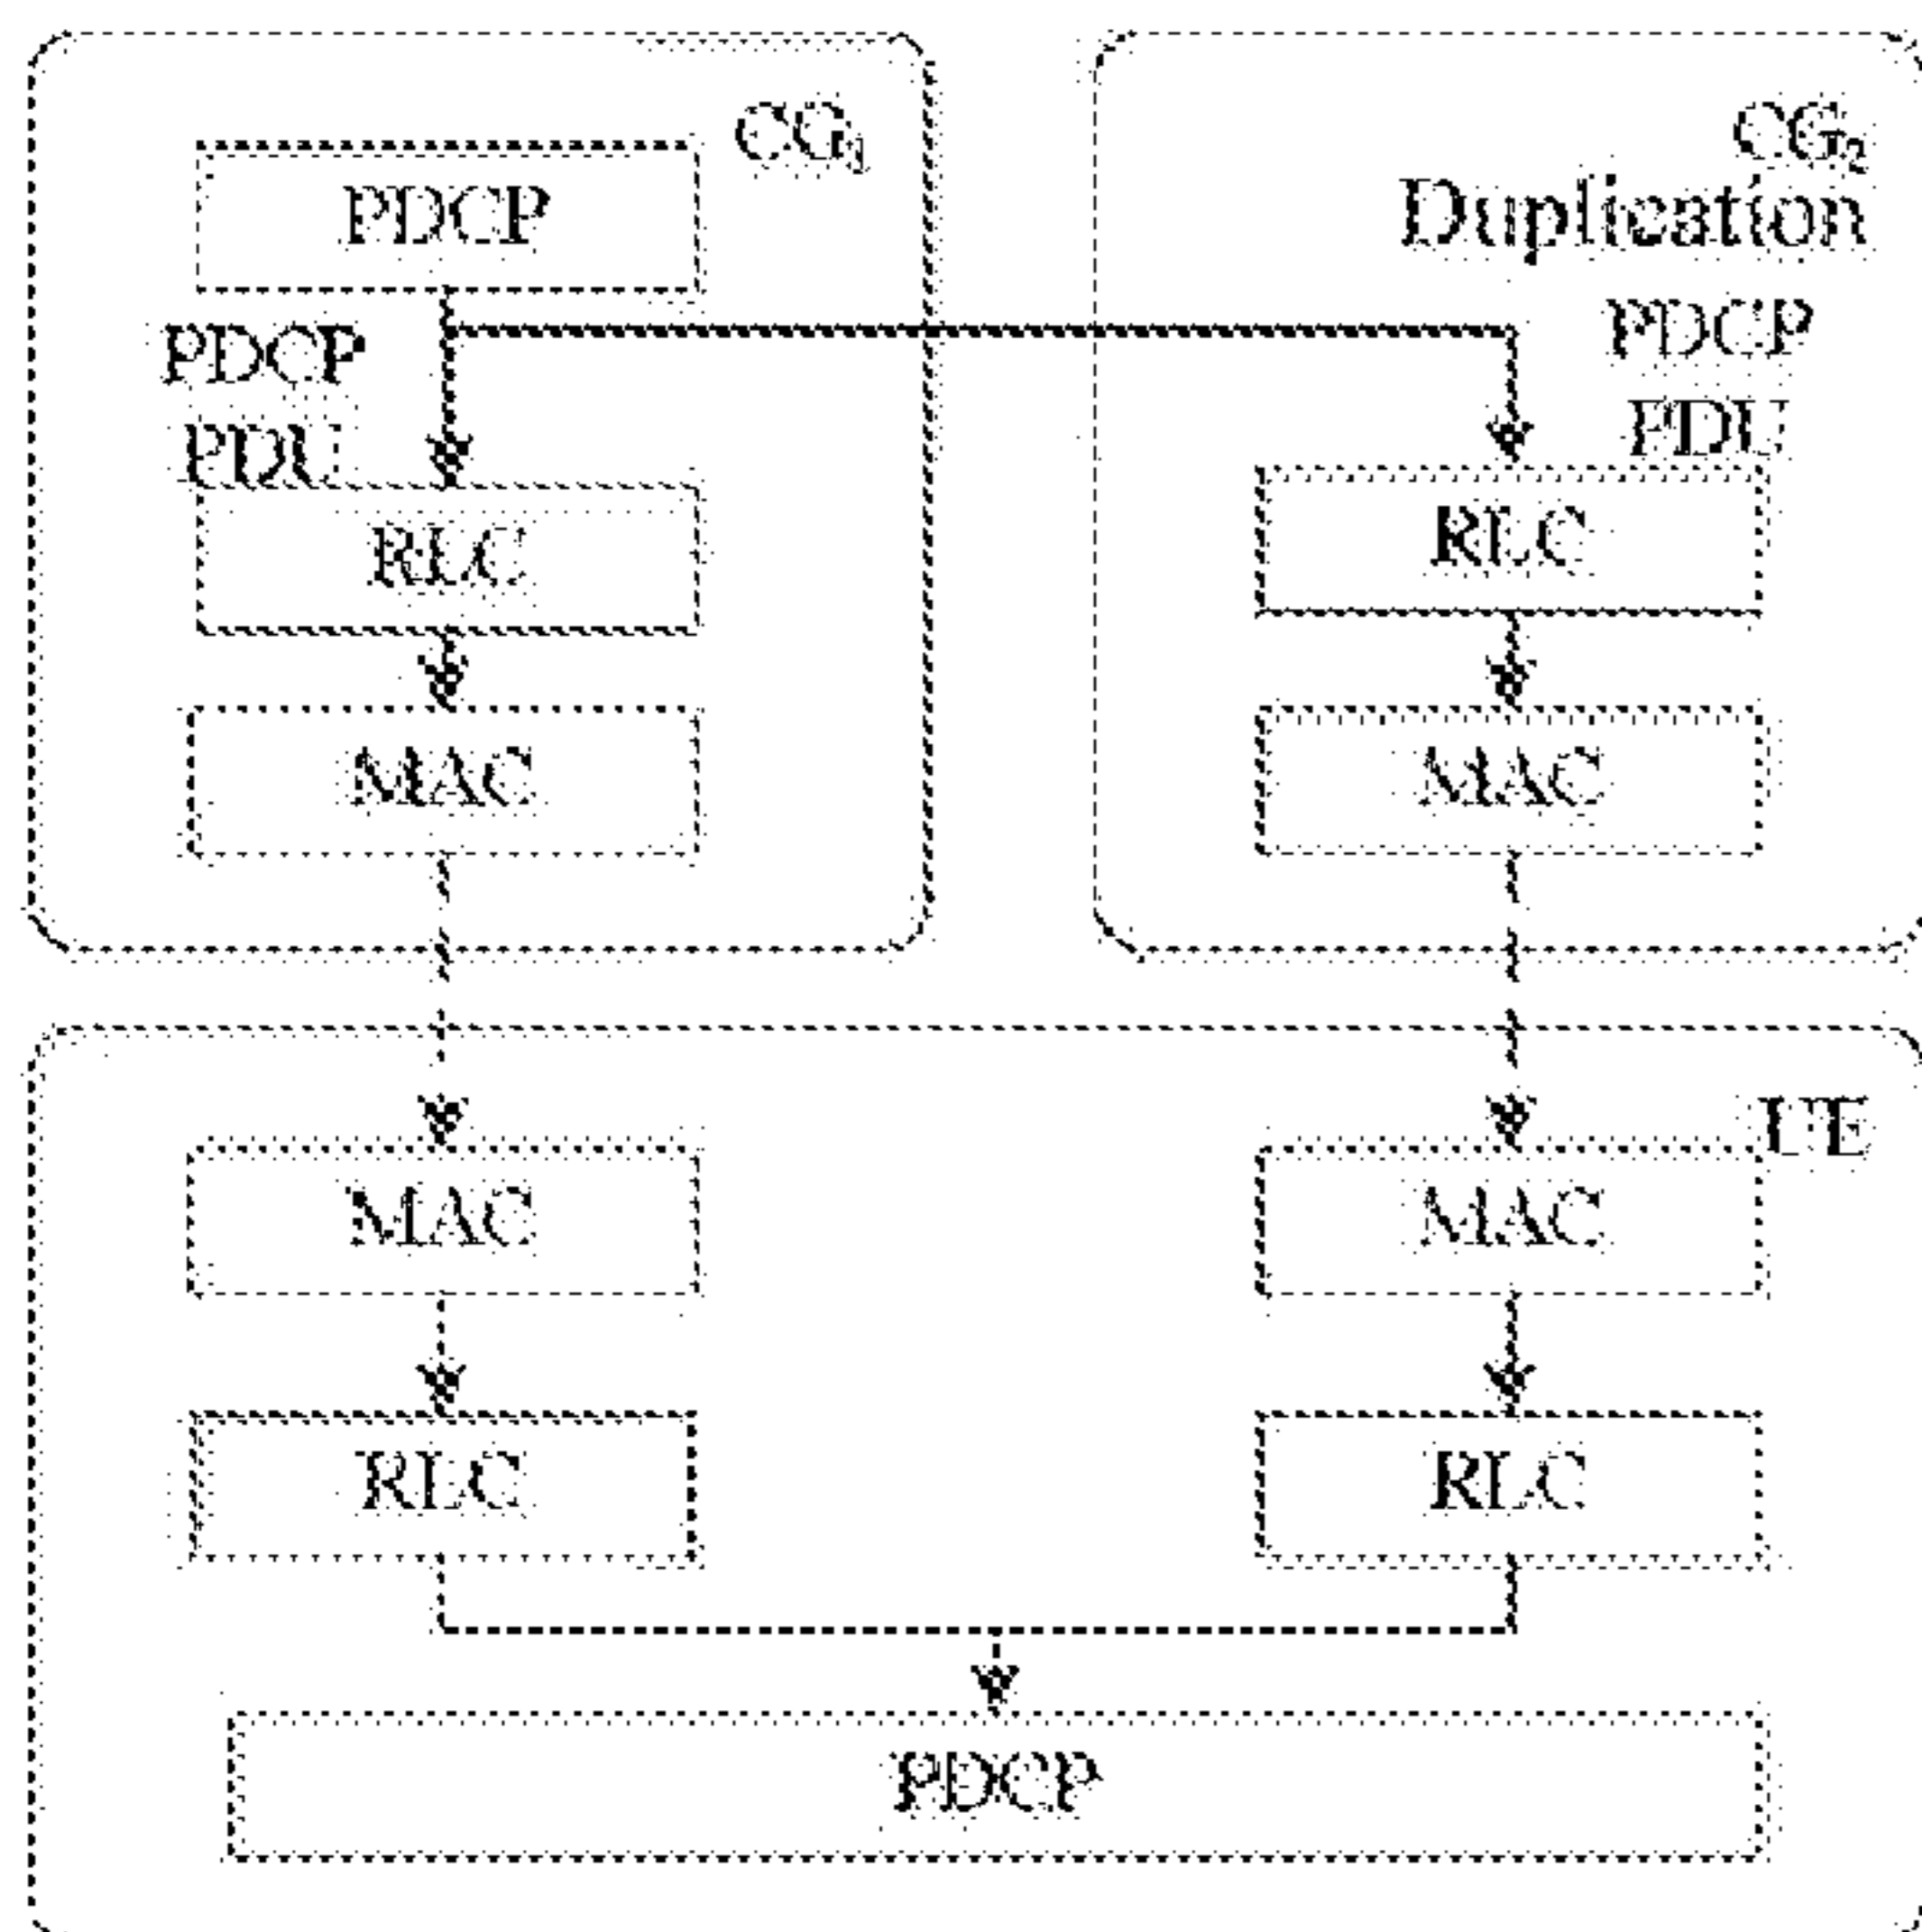 CG1
PDCP
PDCP
PDU
RLC
MAC
CG2
Duplication
PDCP
PDU
RLC
MAC
UE
MAC
MAC
RLC
RLC
PDCP